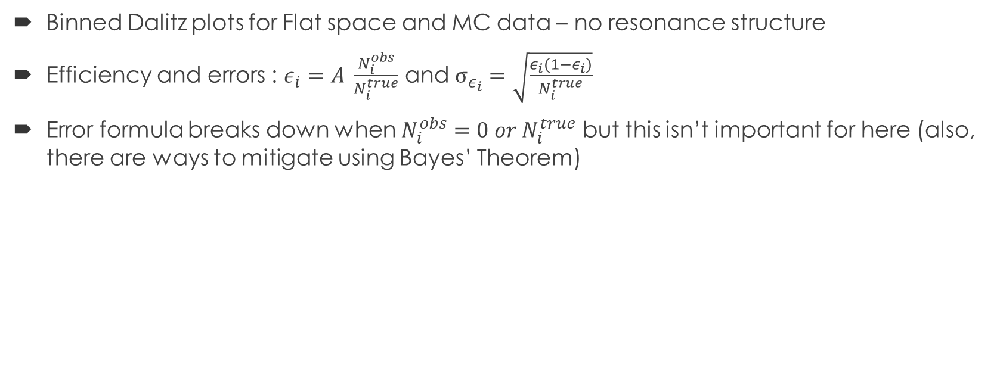 Binned Dalitz plots for Flat space and MC data – no resonance structure
Efficiency and errors : $\epsilon_i = A \frac{N_i^{obs}}{N_i^{true}}$ and $\sigma_{\epsilon_i} = \sqrt{\frac{\epsilon_i(1-\epsilon_i)}{N_i^{true}}}$
Error formula breaks down when $N_i^{obs} = 0 \; or \; N_i^{true}$ but this isn’t important for here (also,
there are ways to mitigate using Bayes’ Theorem)